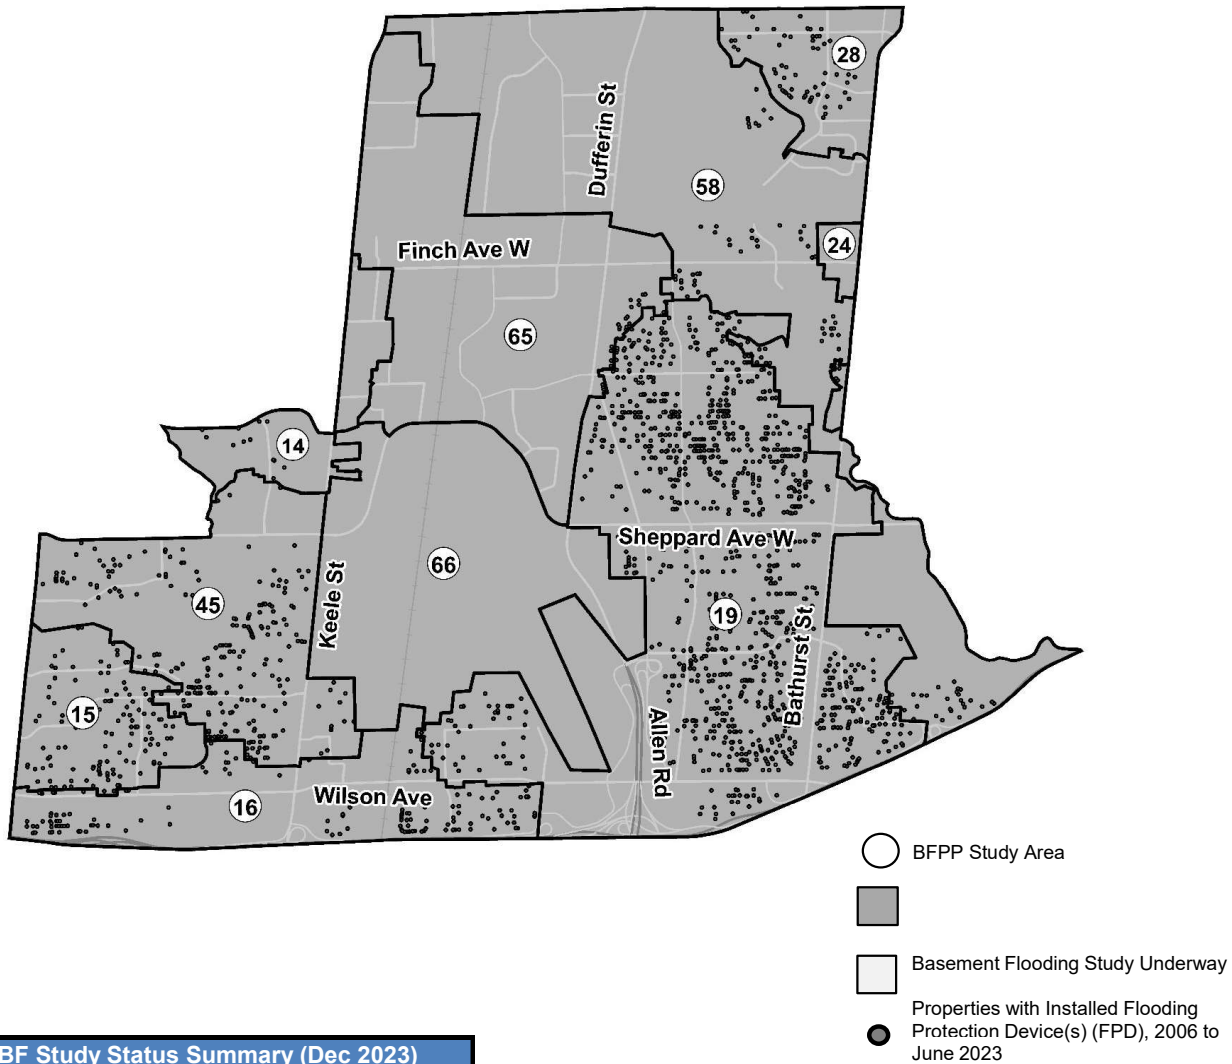 28
Dufferin St
58
24
Finch Ave W
65
14
Sheppard Ave W
66
45
Keele St
19
Bathurst St
15
Allen Rd
Wilson Ave
16
BFPP Study Area
Basement Flooding Study Underway
Properties with Installed Flooding
Protection Device(s) (FPD), 2006 to
June 2023
BF Study Status Summary (Dec 2023)